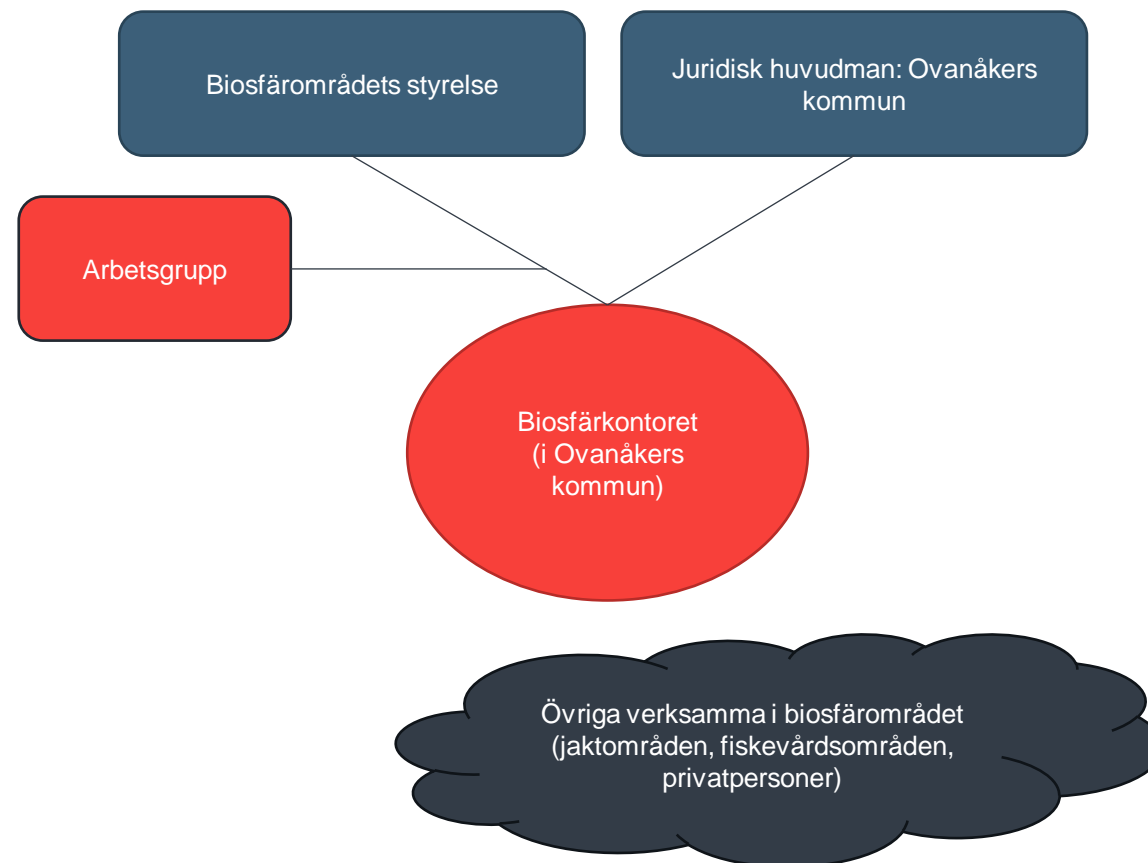 Biosfärområdets styrelse
Juridisk huvudman: Ovanåkers
kommun
Arbetsgrupp
Biosfärkontoret
(i Ovanåkers
kommun)
Övriga verksamma i biosfärområdet
(jaktområden, fiskevårdsområden,
privatpersoner)